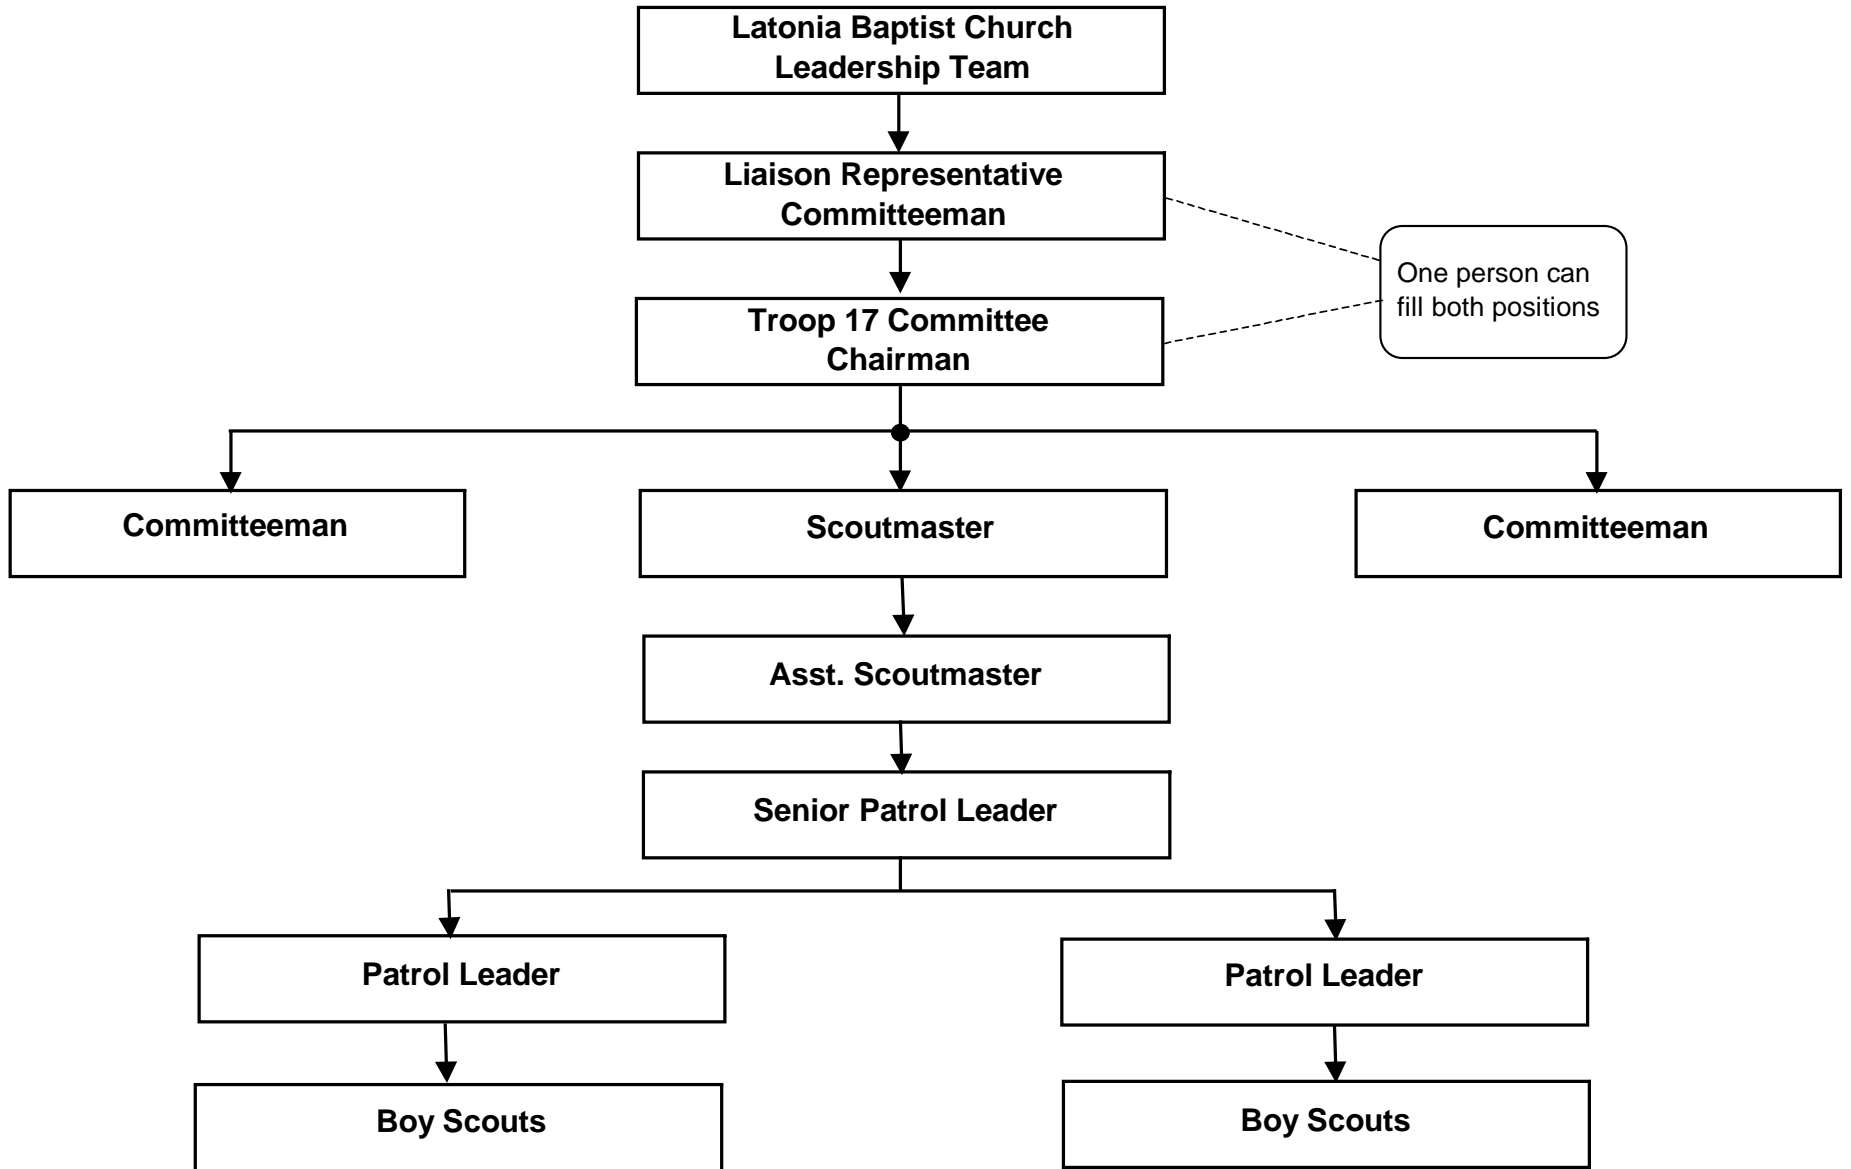 Latonia Baptist Church
Leadership Team
Liaison Representative
Committeeman
One person can
fill both positions
Troop 17 Committee
Chairman
Committeeman
Scoutmaster
Committeeman
Asst. Scoutmaster
Senior Patrol Leader
Patrol Leader
Patrol Leader
Boy Scouts
Boy Scouts